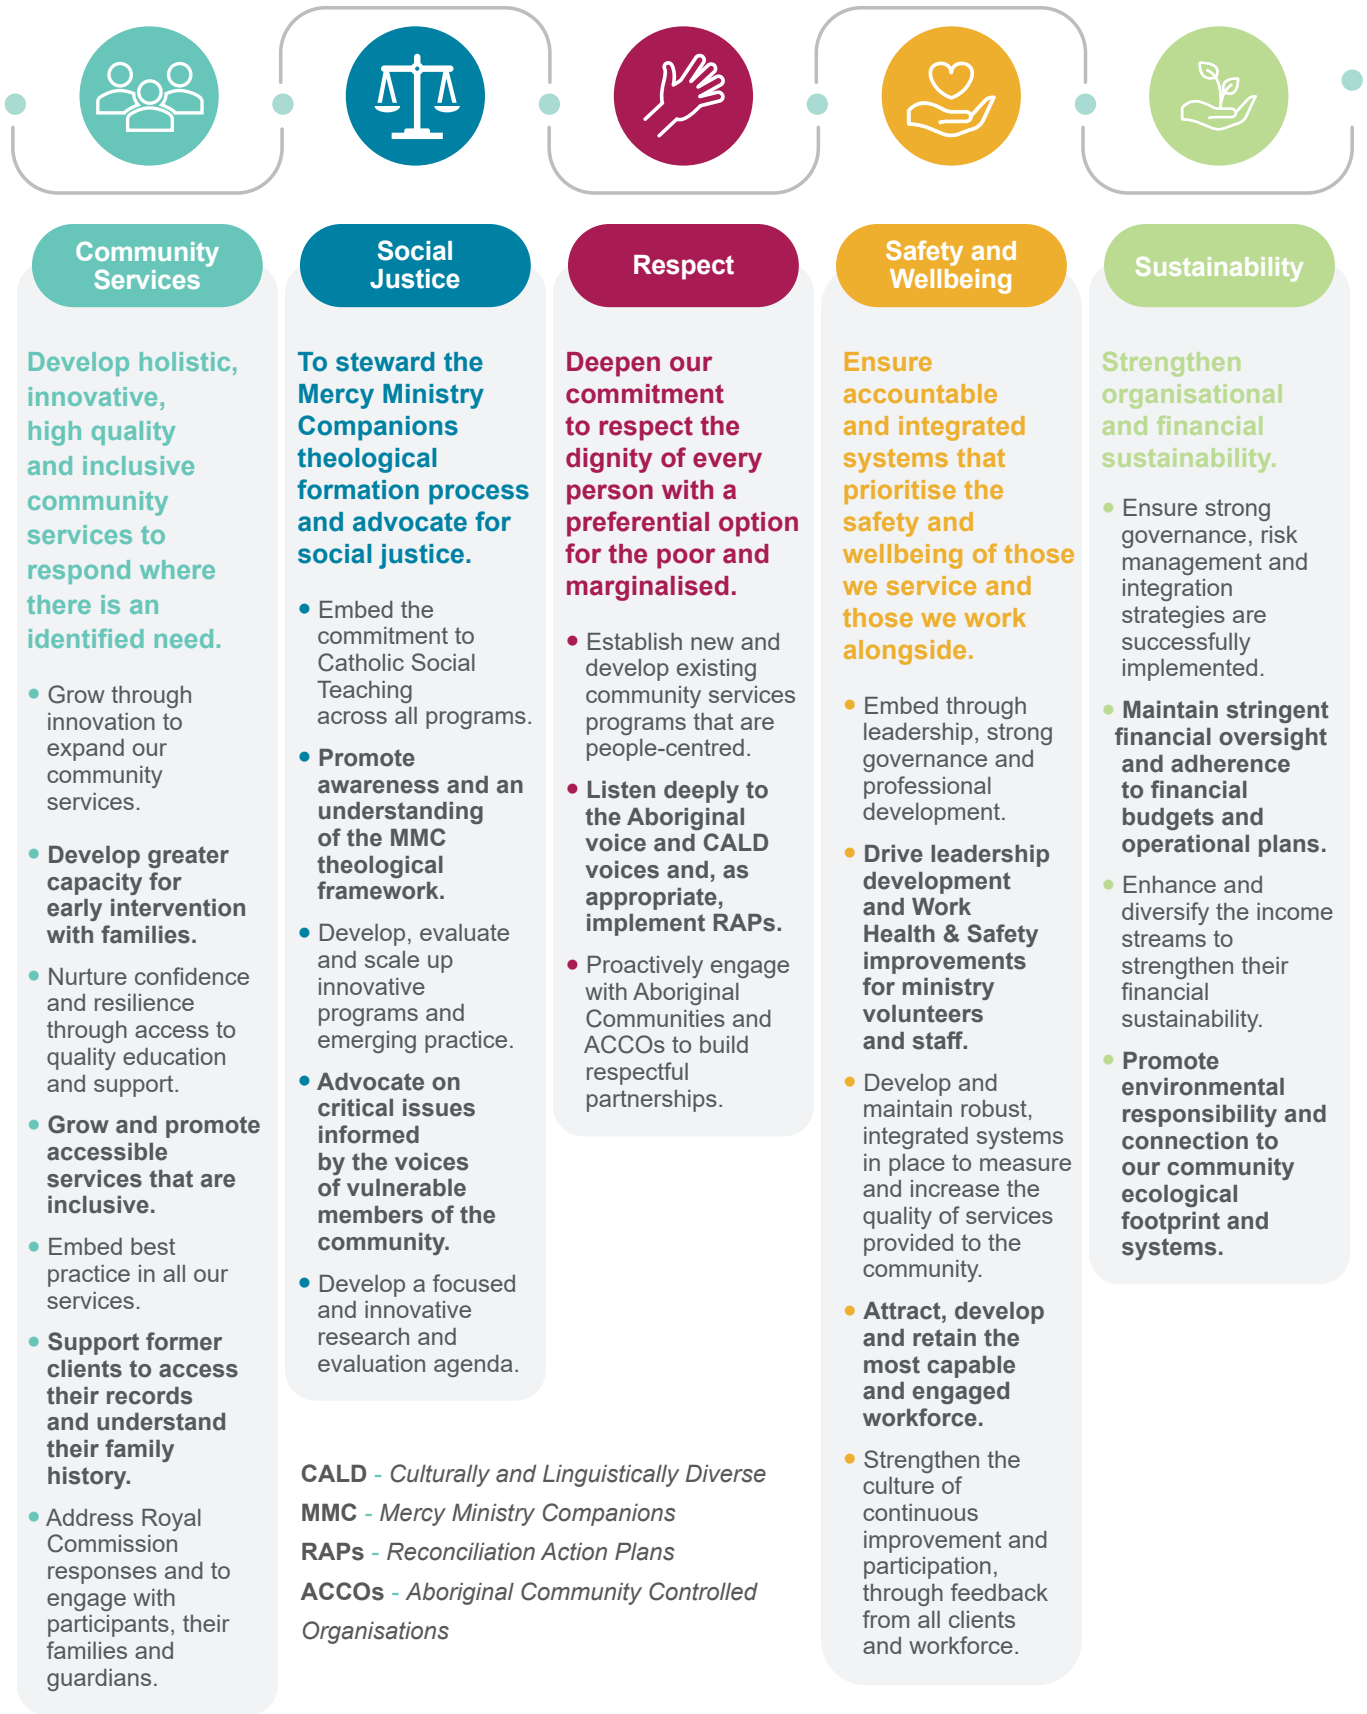 Community
Services
Develop holistic,
innovative,
high quality
and inclusive
community
services to
respond where
there is an
identified need.
• Grow through
innovation to
expand our
community
services.
• Develop greater
capacity for
early intervention
with families.
• Nurture confidence
and resilience
through access to
quality education
and support.
• Grow and promote
accessible
services that are
inclusive.
• Embed best
practice in all our
services.
• Support former
clients to access
their records
and understand
their family
history.
• Address Royal
Commission
responses and to
engage with
participants, their
families and
guardians.
Social
Justice
To steward the
Mercy Ministry
Companions
theological
formation process
and advocate for
social justice.
• Embed the
commitment to
Catholic Social
Teaching
across all programs.
• Promote
awareness and an
understanding
of the MMC
theological
framework.
• Develop, evaluate
and scale up
innovative
programs and
emerging practice.
• Advocate on
critical issues
informed
by the voices
of vulnerable
members of the
community.
• Develop a focused
and innovative
research and
evaluation agenda.
Respect
Deepen our
commitment
to respect the
dignity of every
person with a
preferential option
for the poor and
marginalised.
• Establish new and
develop existing
community services
programs that are
people-centred.
• Listen deeply to
the Aboriginal
voice and CALD
voices and, as
appropriate,
implement RAPs.
• Proactively engage
with Aboriginal
Communities and
ACCOs to build
respectful
partnerships.
Safety and
Wellbeing
Ensure
accountable
and integrated
systems that
prioritise the
safety and
wellbeing of those
we service and
those we work
alongside.
• Embed through
leadership, strong
governance and
professional
development.
• Drive leadership
development
and Work
Health & Safety
improvements
for ministry
volunteers
and staff.
• Develop and
maintain robust,
integrated systems
in place to measure
and increase the
quality of services
provided to the
community.
• Attract, develop
and retain the
most capable
and engaged
workforce.
• Strengthen the
culture of
continuous
improvement and
participation,
through feedback
from all clients
and workforce.
Sustainability
Strengthen
organisational
and financial
sustainability.
• Ensure strong
governance, risk
management and
integration
strategies are
successfully
implemented.
• Maintain stringent
financial oversight
and adherence
to financial
budgets and
operational plans.
• Enhance and
diversify the income
streams to
strengthen their
financial
sustainability.
• Promote
environmental
responsibility and
connection to
our community
ecological
footprint and
systems.
CALD - Culturally and Linguistically Diverse
MMC - Mercy Ministry Companions
RAPs - Reconciliation Action Plans
ACCOs - Aboriginal Community Controlled
Organisations